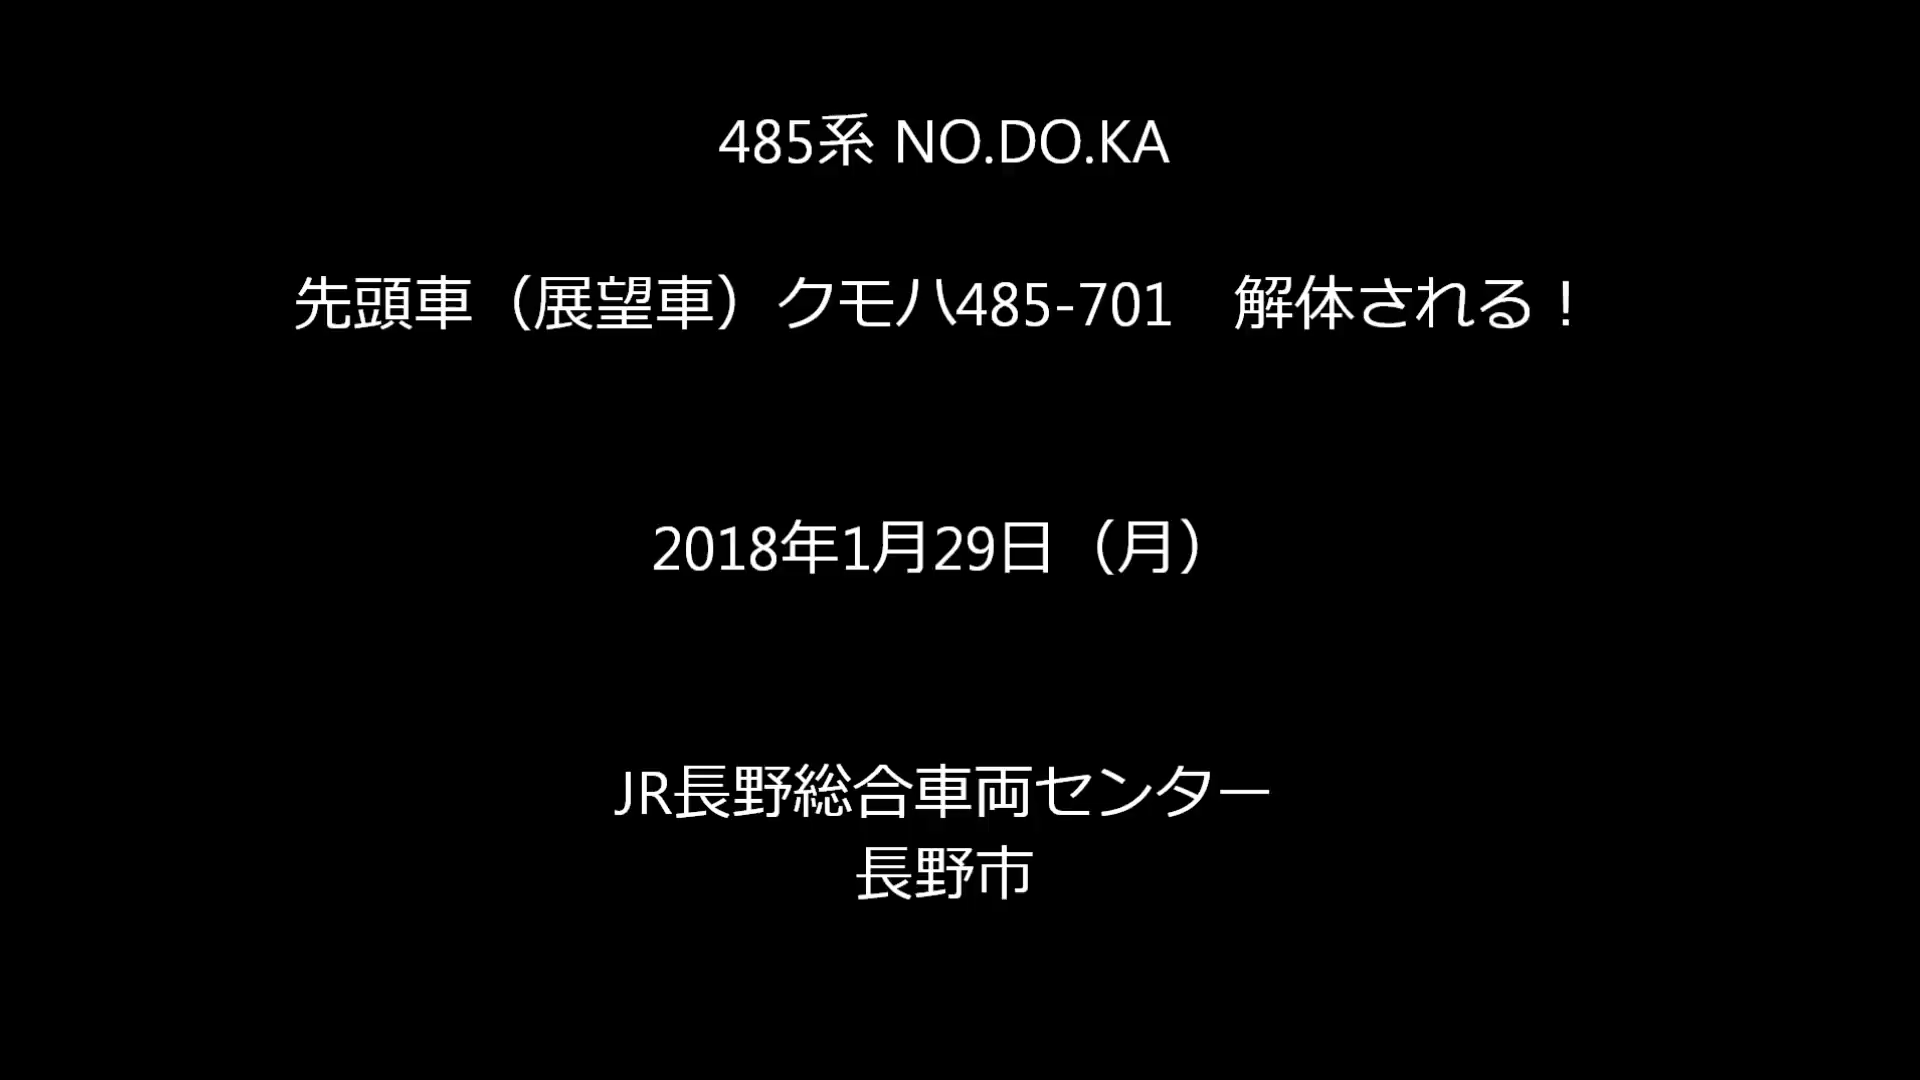 485系 NO.DO.KA
先頭車（展望車）クモハ485-701　解体される！
2018年1月29日（月）
JR長野総合車両センター
長野市